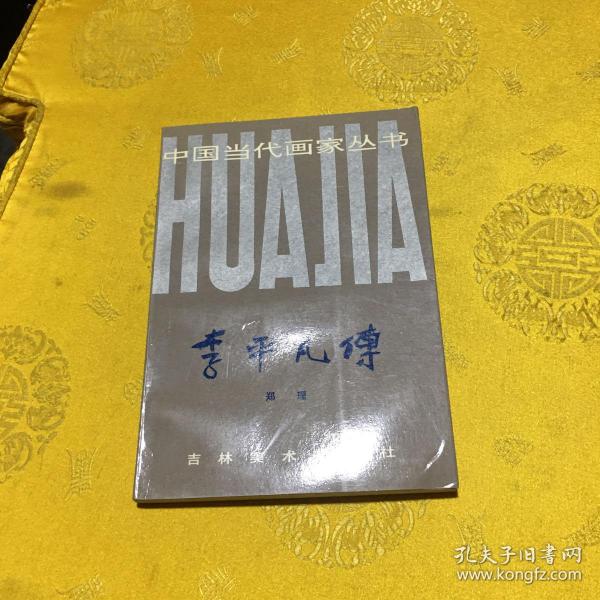 中国当代画家丛书
HUAJIA
李平凡傳
郑理
吉林美术 社
孔夫子旧书网
www.kongfz.com